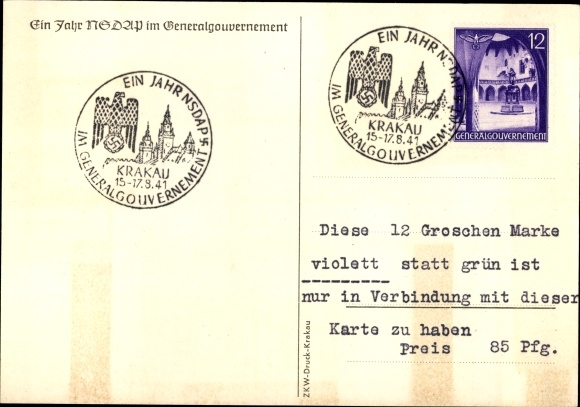 Ein Jahr NSDAP im Generalgouvernement
EIN JAHR NSDAP
IM GENERALGOUVERNEMENT
KRAKAU
15-17.8.41
EIN JAHR NSDAP
IM GENERALGOUVERNEMENT
KRAKAU
15-17.8.41
12
GENERALGOUVERNEMENT
Diese 12 Groschen Marke
violett statt grün ist
nur in Verbindung mit dieser
Karte zu haben
Preis 85 Pfg.
ZKW-Druck-Krakau